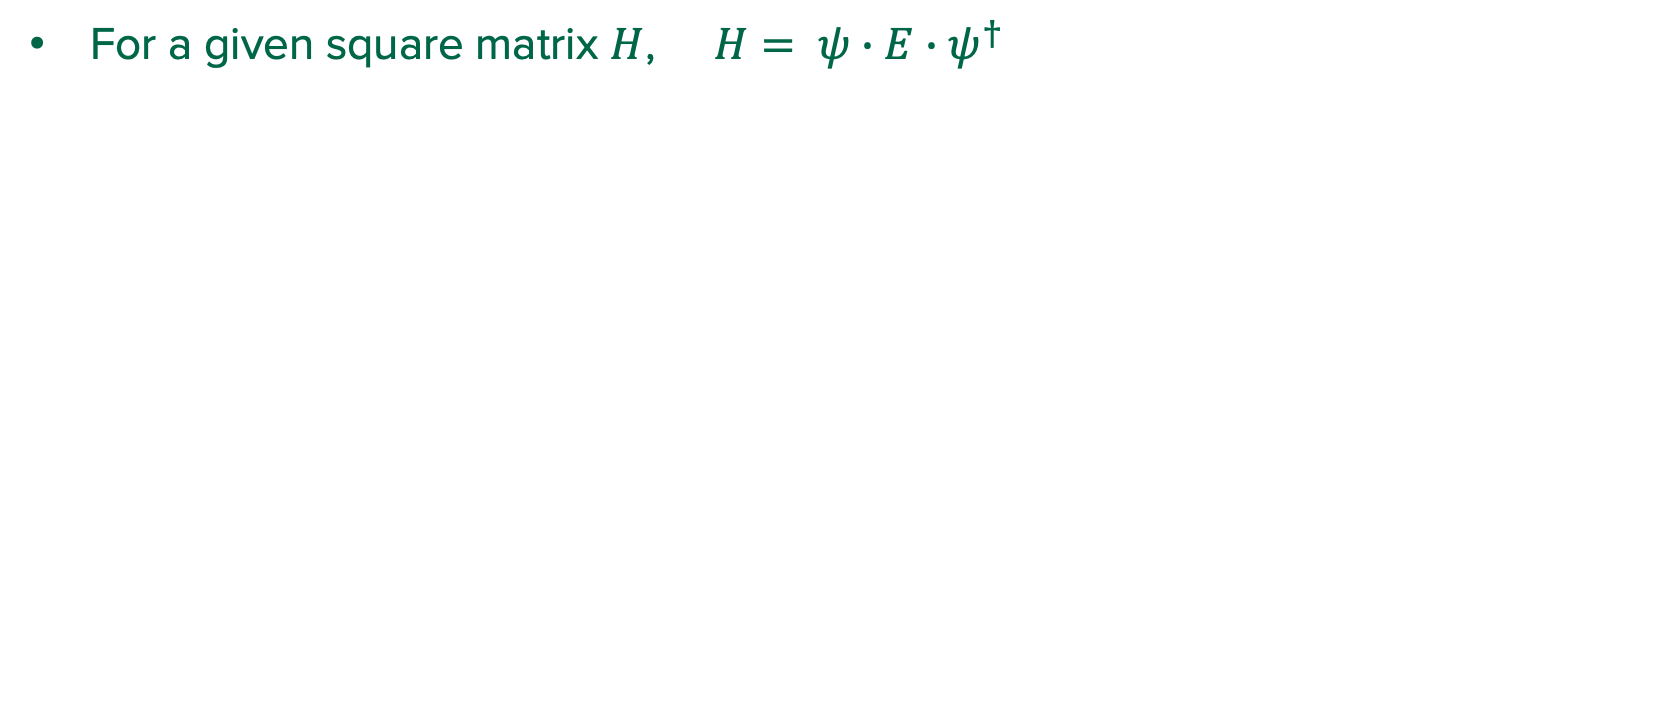 • For a given square matrix H, H = ψ · E · ψ†